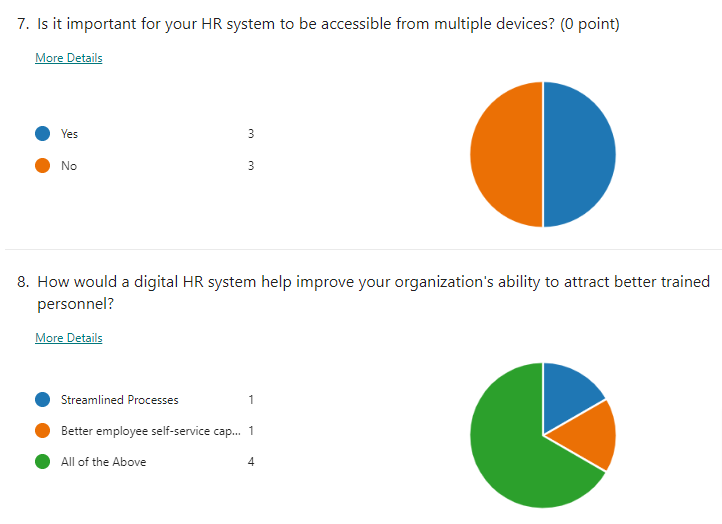 7. Is it important for your HR system to be accessible from multiple devices? (0 point)
More Details
Yes 3
No 3
8. How would a digital HR system help improve your organization's ability to attract better trained
personnel?
More Details
Streamlined Processes 1
Better employee self-service cap... 1
All of the Above 4